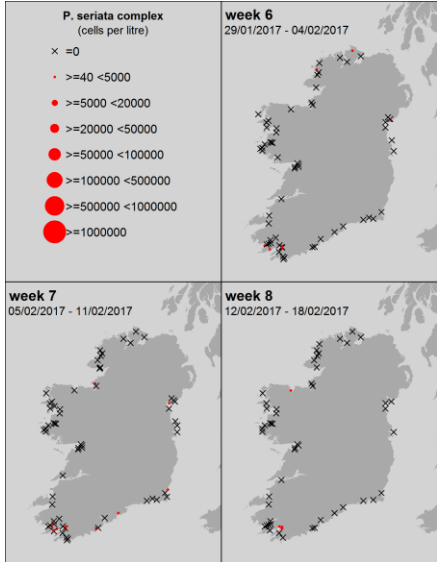 P. seriata complex
(cells per litre)
=0
>=40 <5000
>=5000 <20000
>=20000 <50000
>=50000 <100000
>=100000 <500000
>=500000 <1000000
>=1000000
week 6
29/01/2017 - 04/02/2017
week 7
05/02/2017 - 11/02/2017
week 8
12/02/2017 - 18/02/2017